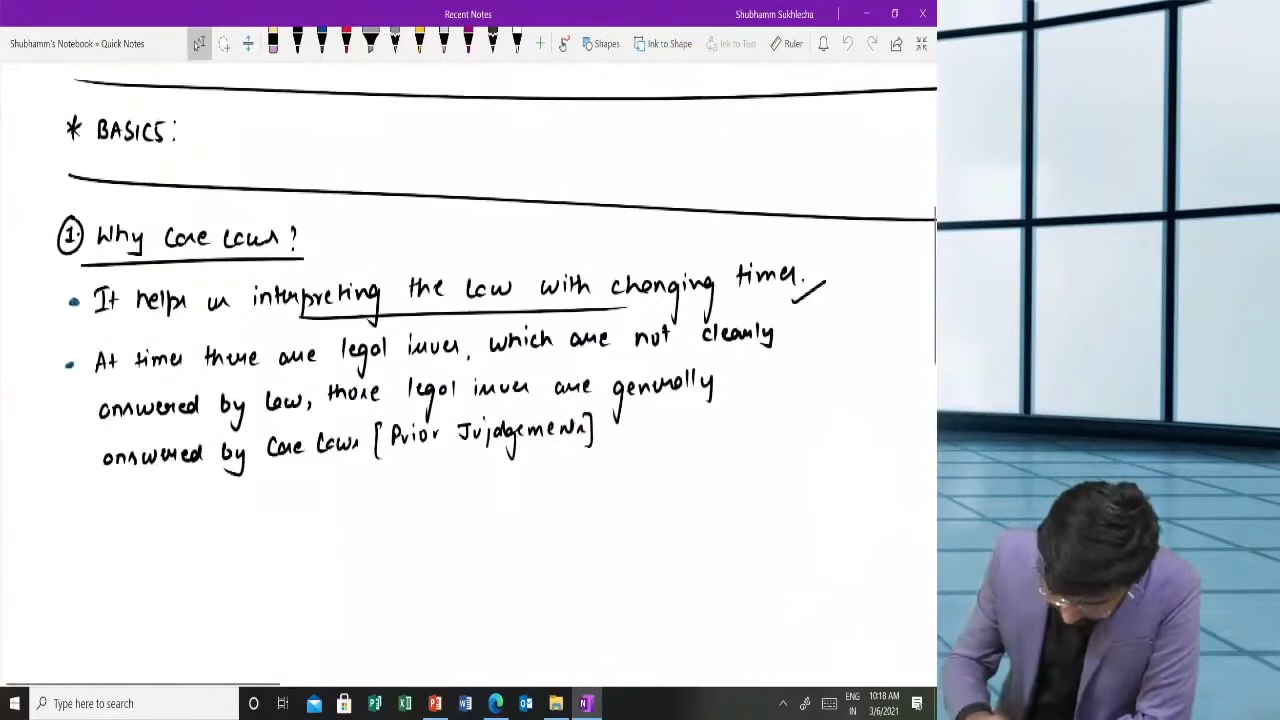 Recent Notes
Shubhamm Sukhlecha
Shubhamm's Notebook » Quick Notes
Shapes
Ink to Shape
Ink to Text
Ruler
* BASICS:
1. Why Case Laws?
• It helps us interpreting the Law with changing times.
• At times there are legal issues, which are not clearly
answered by law, those legal issues are generally
answered by Case Laws [Prior Jujdgements]
Type here to search
ENG
IN
10:18 AM
3/6/2021